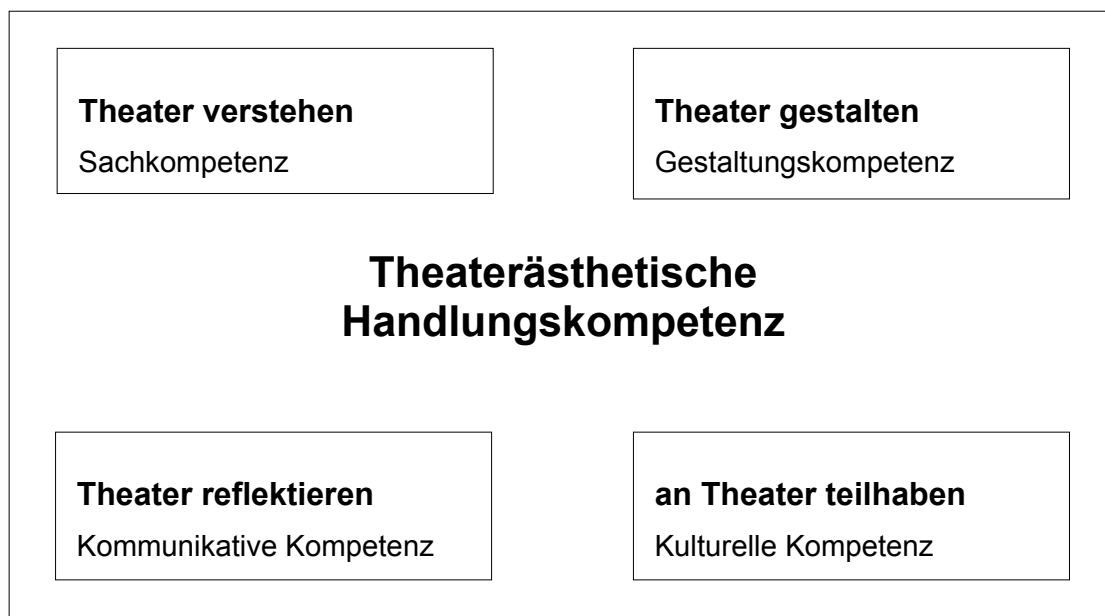 Theater verstehen
Sachkompetenz
Theater gestalten
Gestaltungskompetenz
Theaterästhetische
Handlungskompetenz
Theater reflektieren
Kommunikative Kompetenz
an Theater teilhaben
Kulturelle Kompetenz